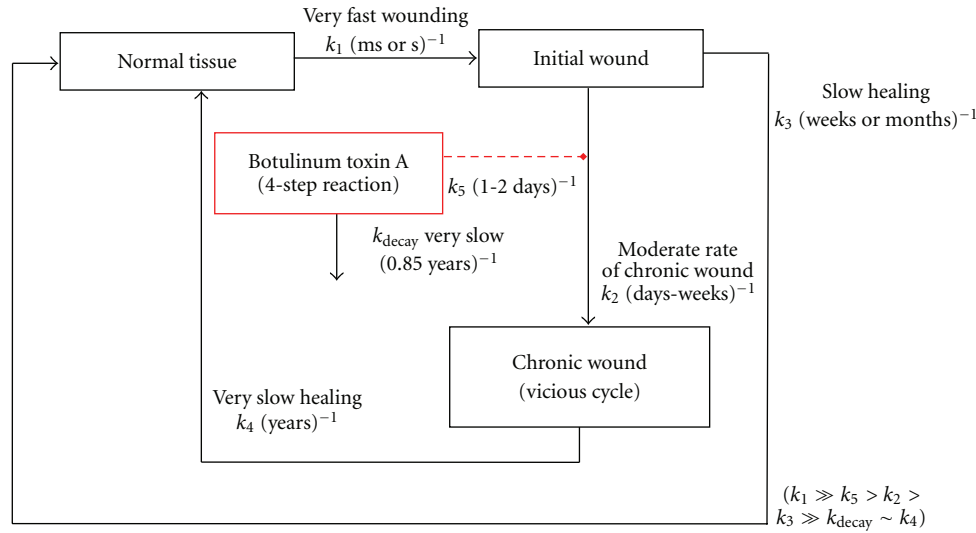 Very fast wounding
k₁ (ms or s)⁻¹
Normal tissue
Initial wound
Slow healing
k₃ (weeks or months)⁻¹
Botulinum toxin A
(4-step reaction)
k₅ (1-2 days)⁻¹
k_decay very slow
(0.85 years)⁻¹
Moderate rate
of chronic wound
k₂ (days-weeks)⁻¹
Chronic wound
(vicious cycle)
Very slow healing
k₄ (years)⁻¹
(k₁ ≫ k₅ > k₂ >
k₃ ≫ k_decay ~ k₄)